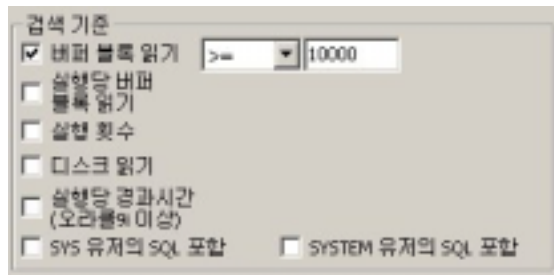 검색 기준
버퍼 블록 읽기 >= 10000
실행당 버퍼
블록 읽기
실행 횟수
디스크 읽기
실행당 경과시간
(오라클9i 이상)
SYS 유저의 SQL 포함 SYSTEM 유저의 SQL 포함